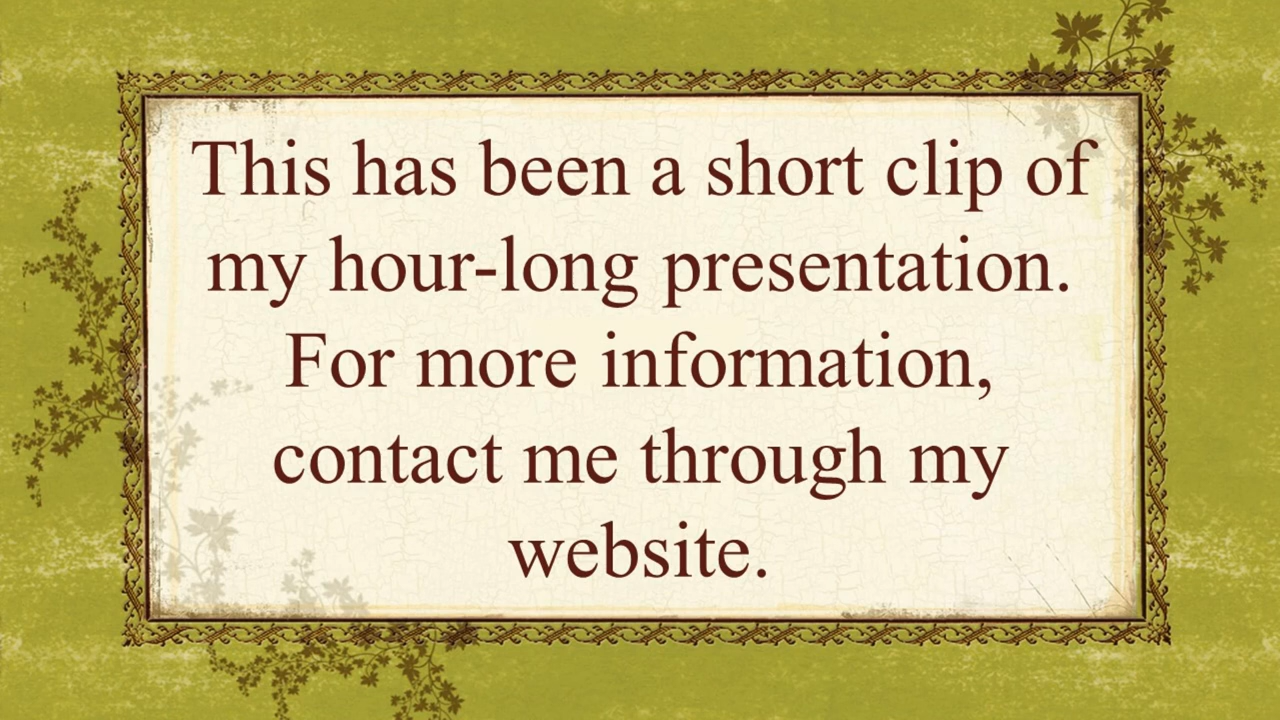 This has been a short clip of
my hour-long presentation.
For more information,
contact me through my
website.